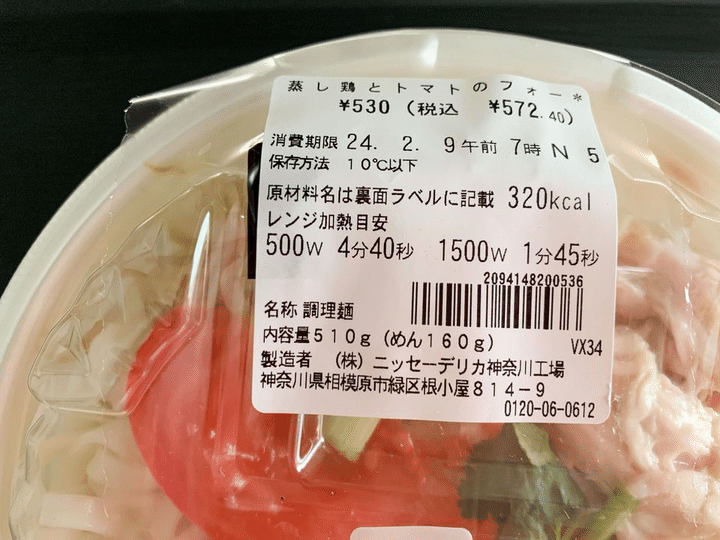 蒸し鶏とトマトのフォー*
¥530 (税込 ¥572.40)
消費期限 24. 2. 9午前 7時 N 5
保存方法 10℃以下
原材料名は裏面ラベルに記載 320kcal
レンジ加熱目安
500W 4分40秒 1500W 1分45秒
2094148200536
名称 調理麺
内容量510g (めん160g) VX34
製造者 (株) ニッセーデリカ神奈川工場
神奈川県相模原市緑区根小屋814-9
0120-06-0612